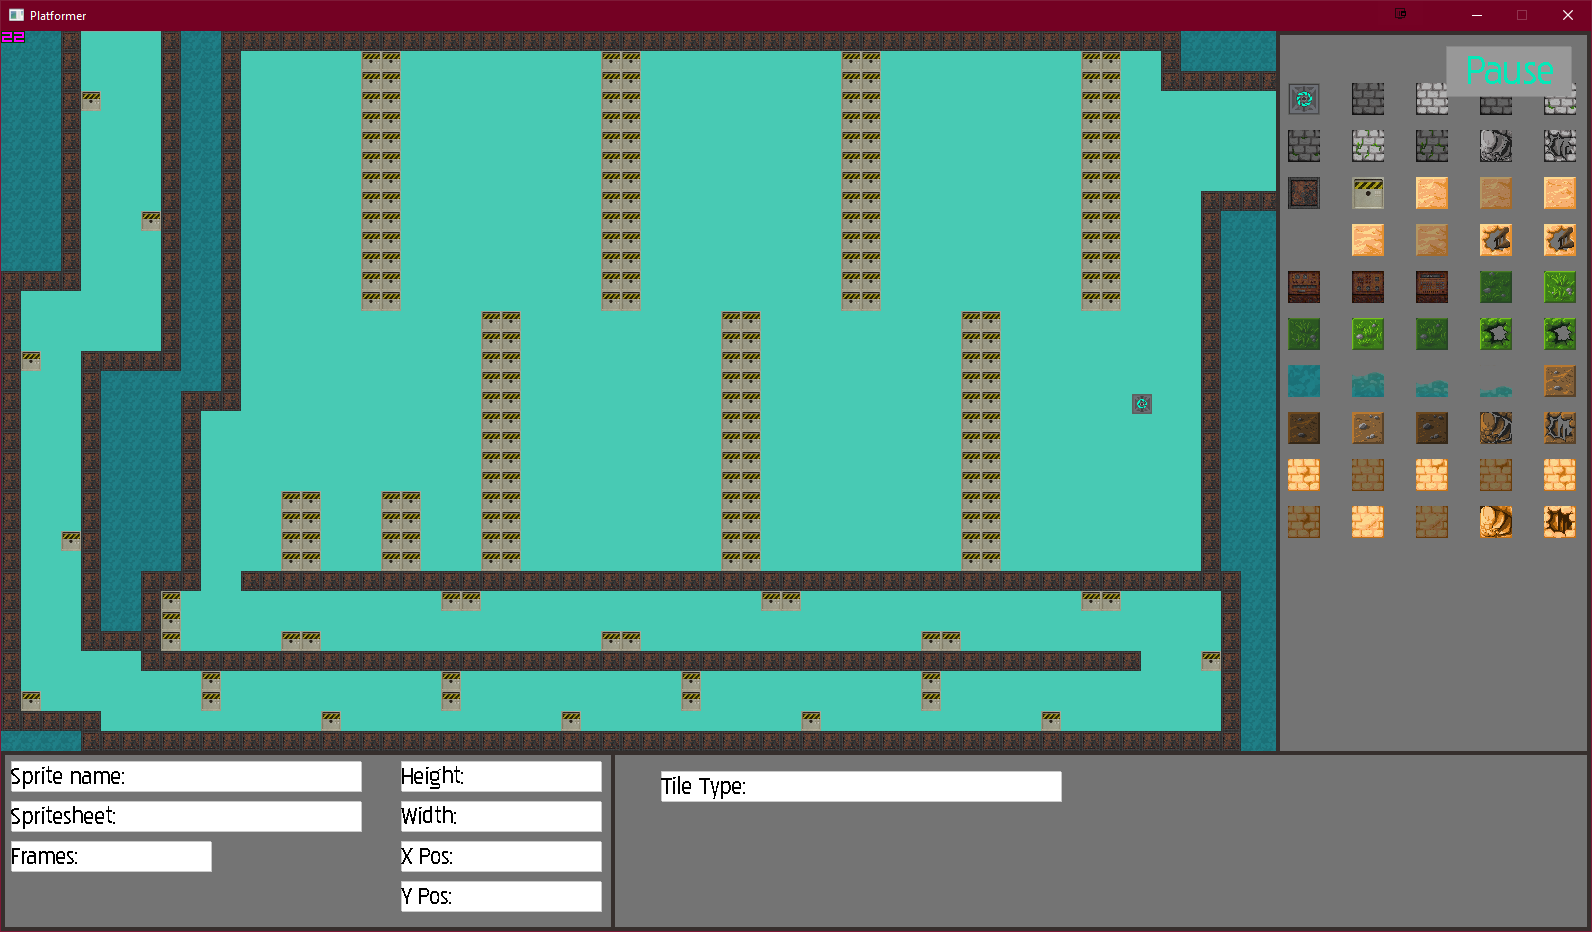 Platformer
22
Pause
Sprite name:
Height:
Tile Type:
Spritesheet:
Width:
Frames:
X Pos:
Y Pos: